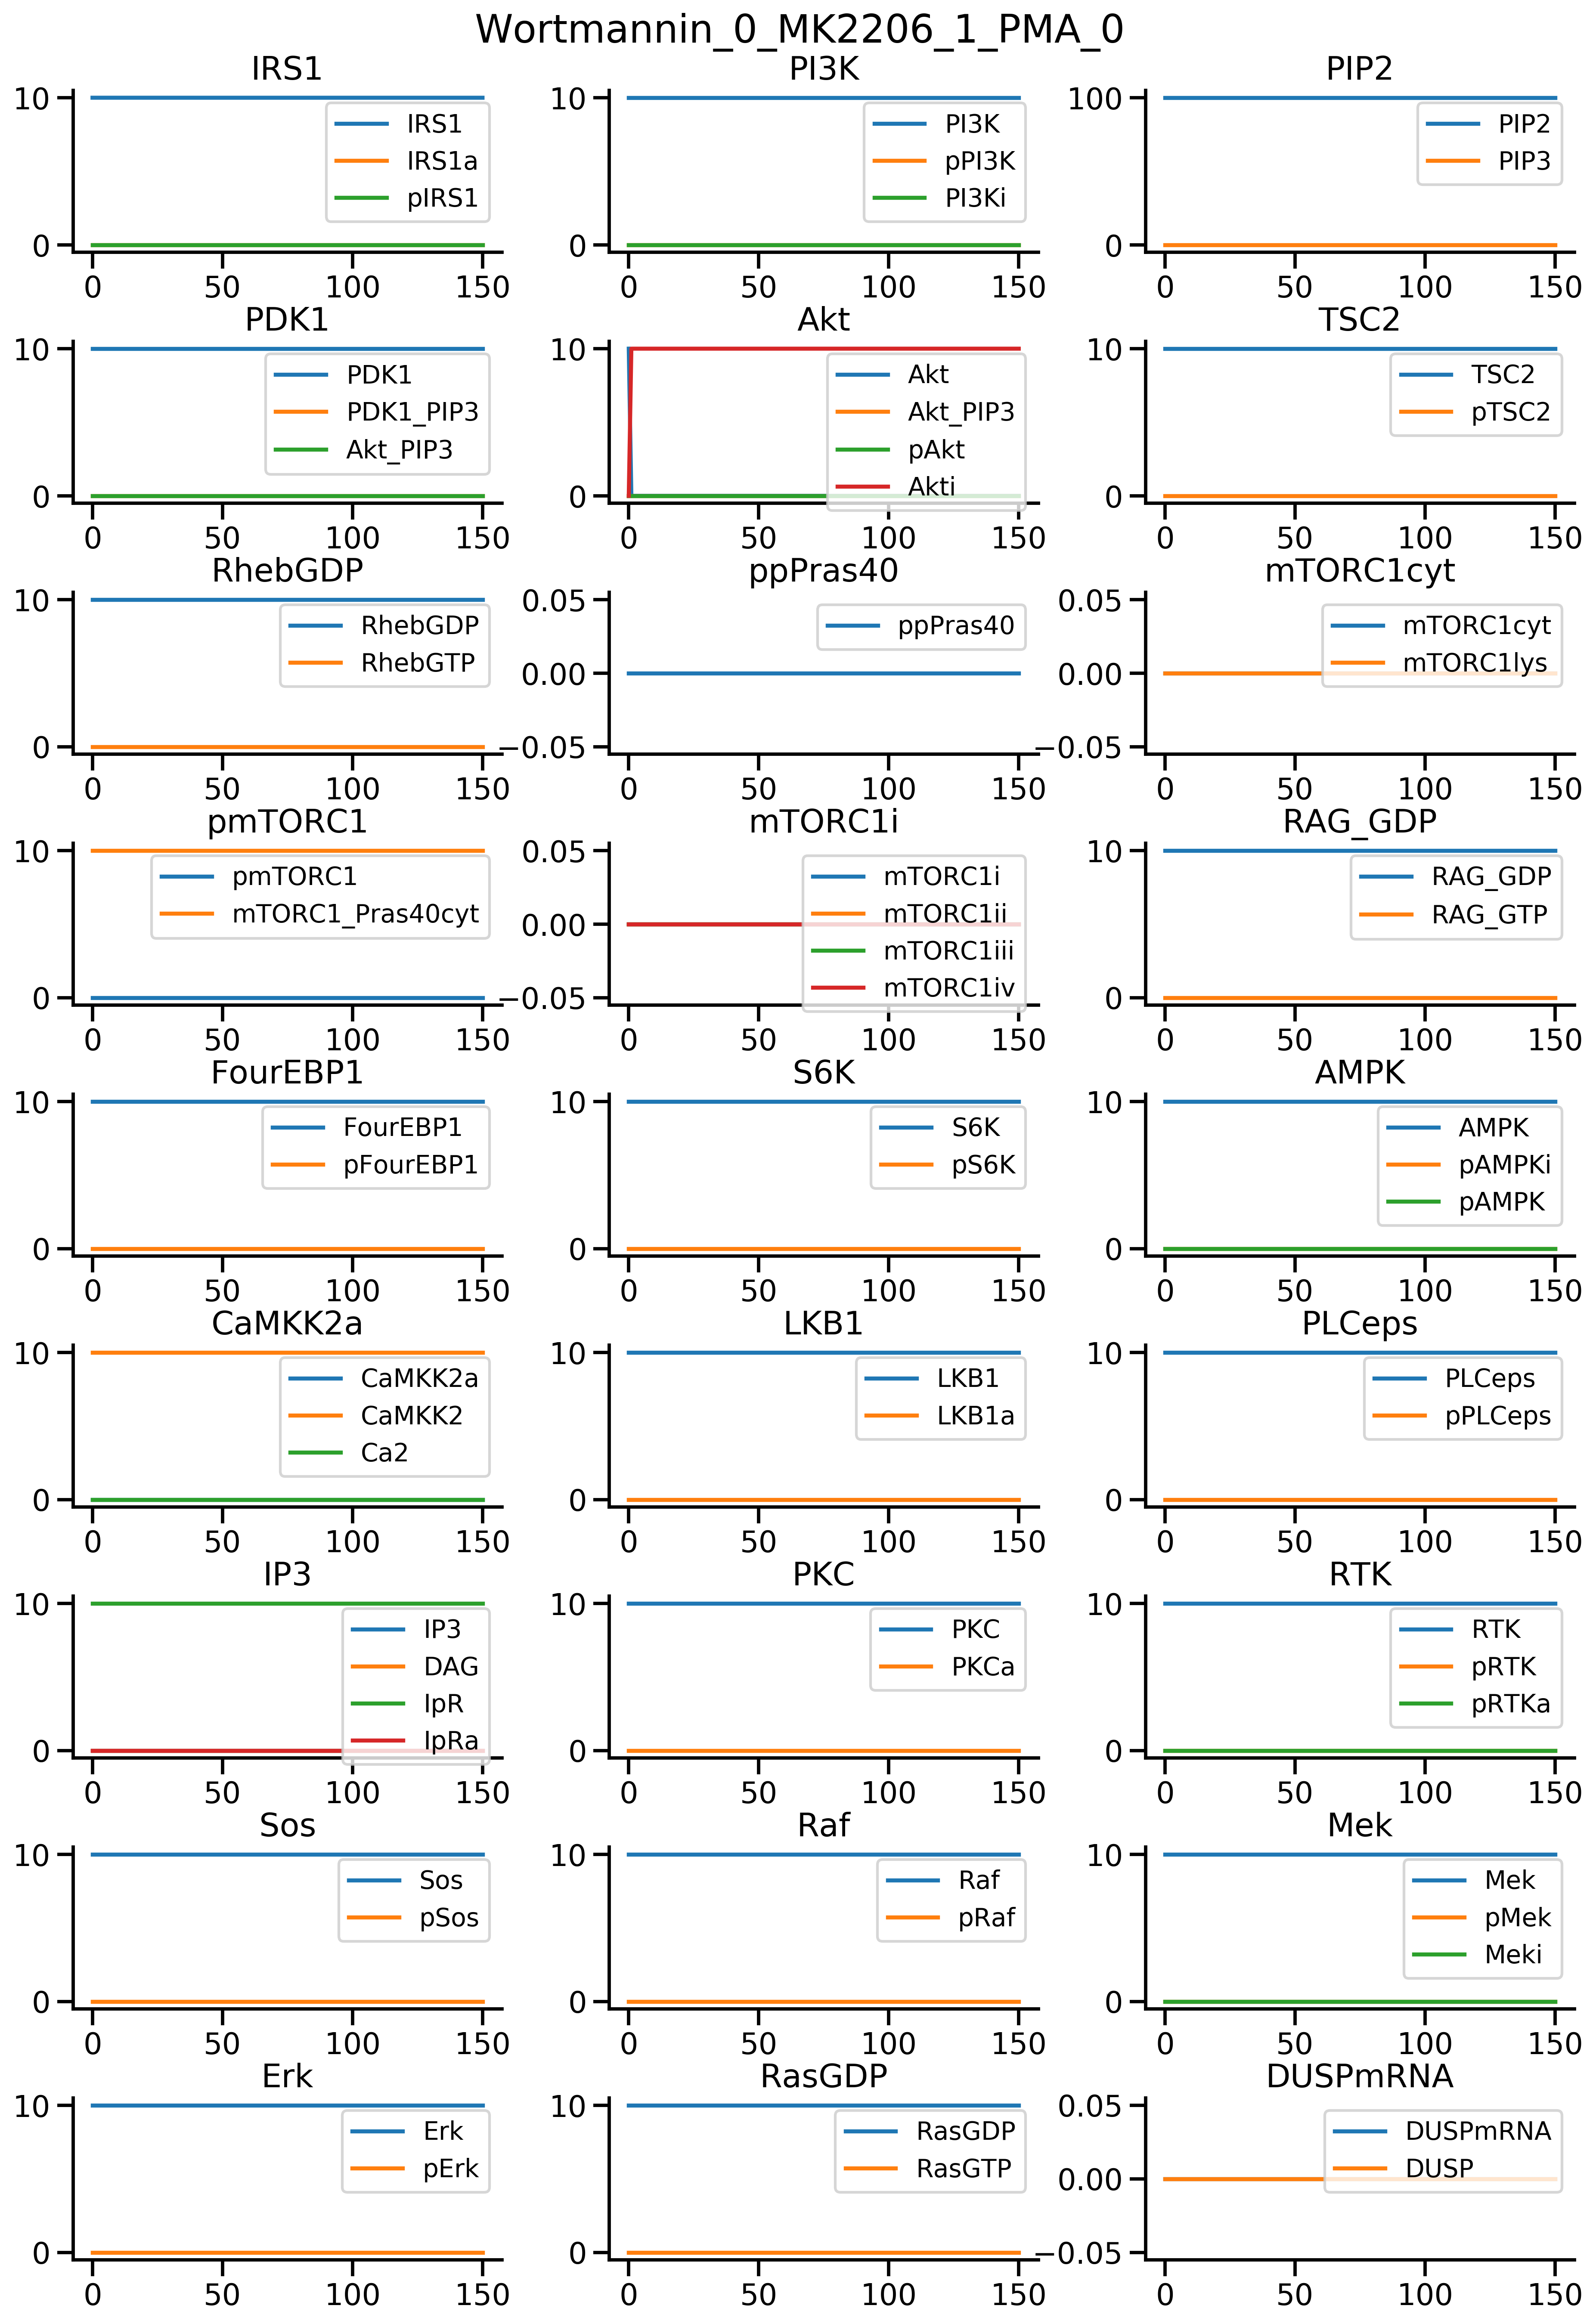 Wortmannin_0_MK2206_1_PMA_0
IRS1
10
0
0 50 100 150
IRS1
IRS1a
pIRS1
PI3K
10
0
0 50 100 150
PI3K
pPI3K
PI3Ki
PIP2
100
0
0 50 100 150
PIP2
PIP3
PDK1
10
0
0 50 100 150
PDK1
PDK1_PIP3
Akt_PIP3
Akt
10
0
0 50 100 150
Akt
Akt_PIP3
pAkt
Akti
TSC2
10
0
0 50 100 150
TSC2
pTSC2
RhebGDP
10
0
0 50 100 150
RhebGDP
RhebGTP
ppPras40
0.05
0.00
−0.05
0 50 100 150
ppPras40
mTORC1cyt
0.05
0.00
−0.05
0 50 100 150
mTORC1cyt
mTORC1lys
pmTORC1
10
0
0 50 100 150
pmTORC1
mTORC1_Pras40cyt
mTORC1i
0.05
0.00
−0.05
0 50 100 150
mTORC1i
mTORC1ii
mTORC1iii
mTORC1iv
RAG_GDP
10
0
0 50 100 150
RAG_GDP
RAG_GTP
FourEBP1
10
0
0 50 100 150
FourEBP1
pFourEBP1
S6K
10
0
0 50 100 150
S6K
pS6K
AMPK
10
0
0 50 100 150
AMPK
pAMPKi
pAMPK
CaMKK2a
10
0
0 50 100 150
CaMKK2a
CaMKK2
Ca2
LKB1
10
0
0 50 100 150
LKB1
LKB1a
PLCeps
10
0
0 50 100 150
PLCeps
pPLCeps
IP3
10
0
0 50 100 150
IP3
DAG
IpR
IpRa
PKC
10
0
0 50 100 150
PKC
PKCa
RTK
10
0
0 50 100 150
RTK
pRTK
pRTKa
Sos
10
0
0 50 100 150
Sos
pSos
Raf
10
0
0 50 100 150
Raf
pRaf
Mek
10
0
0 50 100 150
Mek
pMek
Meki
Erk
10
0
0 50 100 150
Erk
pErk
RasGDP
10
0
0 50 100 150
RasGDP
RasGTP
DUSPmRNA
0.05
0.00
−0.05
0 50 100 150
DUSPmRNA
DUSP